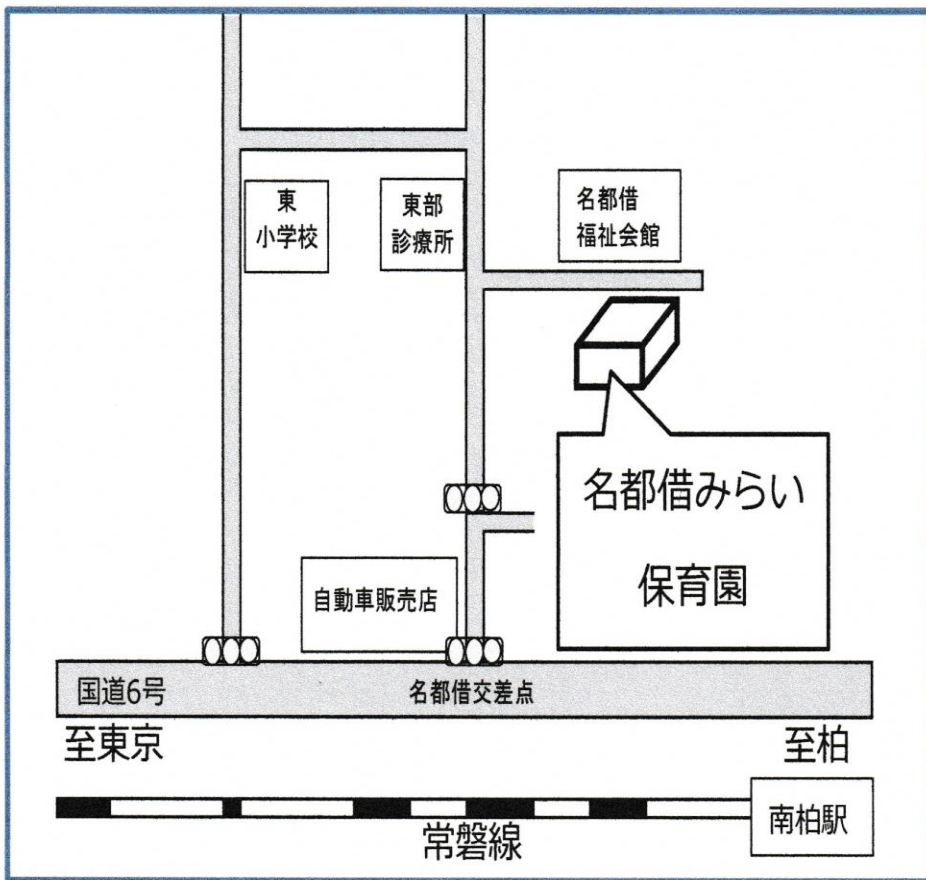 東
小学校
東部
診療所
名都借
福祉会館
名都借みらい
保育園
自動車販売店
国道6号
名都借交差点
至東京
至柏
常磐線
南柏駅